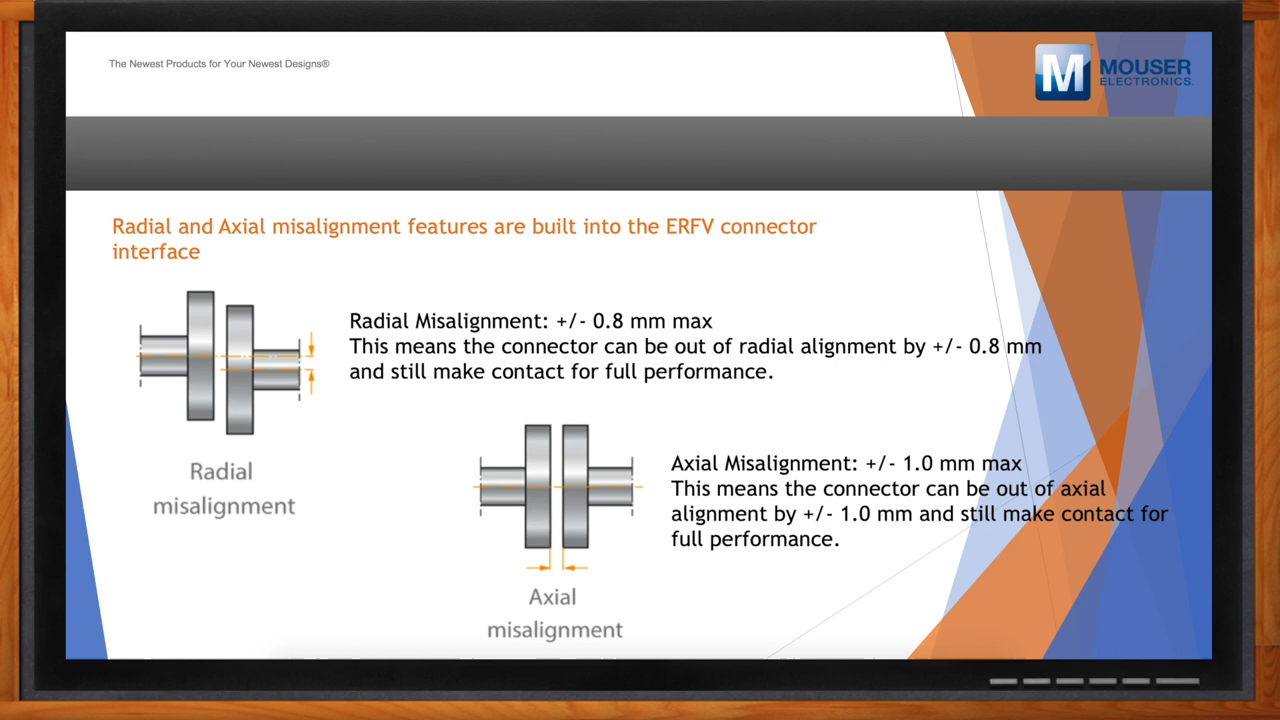 The Newest Products for Your Newest Designs®
M MOUSER
ELECTRONICS
Radial and Axial misalignment features are built into the ERFV connector
interface
Radial Misalignment: +/- 0.8 mm max
This means the connector can be out of radial alignment by +/- 0.8 mm
and still make contact for full performance.
Radial
misalignment
Axial Misalignment: +/- 1.0 mm max
This means the connector can be out of axial
alignment by +/- 1.0 mm and still make contact for
full performance.
Axial
misalignment